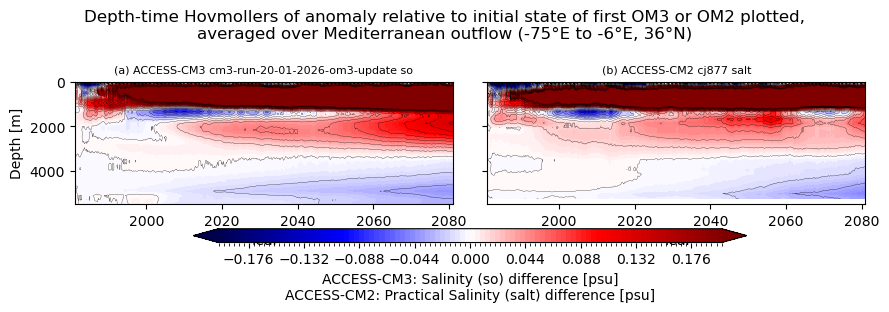 Depth-time Hovmollers of anomaly relative to initial state of first OM3 or OM2 plotted,
averaged over Mediterranean outflow (-75°E to -6°E, 36°N)
(a) ACCESS-CM3 cm3-run-20-01-2026-om3-update so
(b) ACCESS-CM2 cj877 salt
Depth [m]
0
2000
4000
2000 2020 2040 2060 2080
2000 2020 2040 2060 2080
−0.176 −0.132 −0.088 −0.044 0.000 0.044 0.088 0.132 0.176
ACCESS-CM3: Salinity (so) difference [psu]
ACCESS-CM2: Practical Salinity (salt) difference [psu]